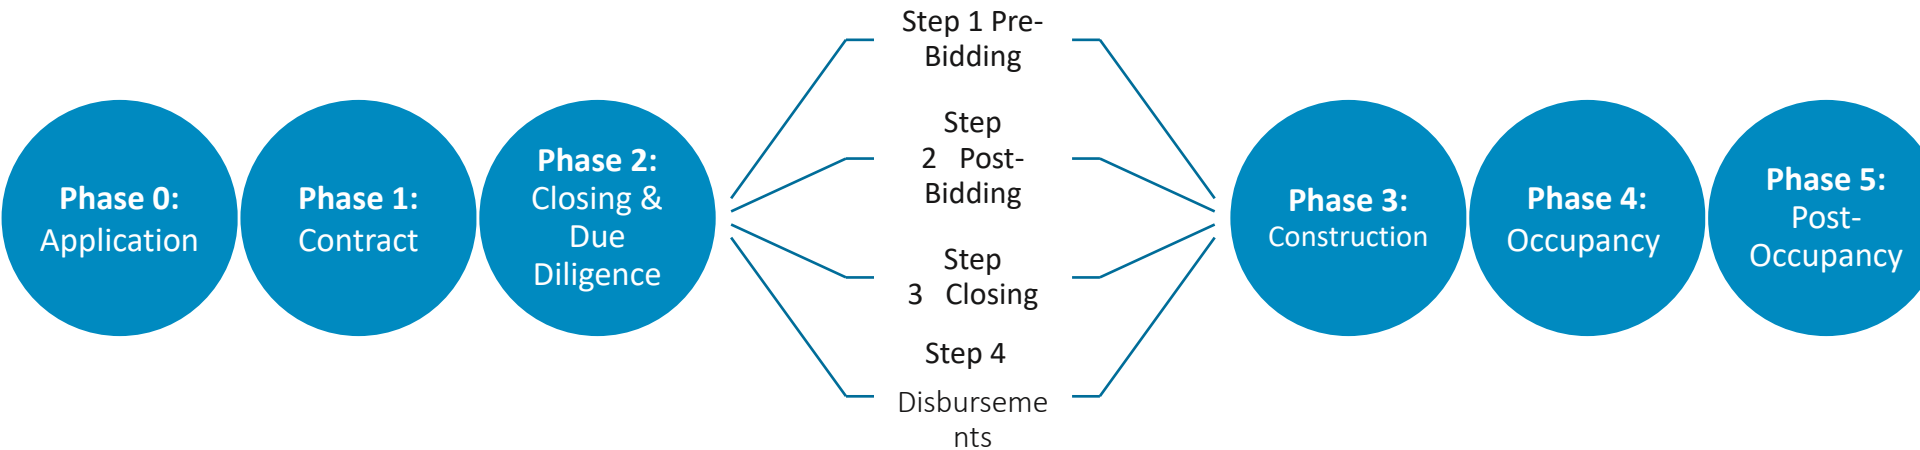 Phase 0:
Application
Phase 1:
Contract
Phase 2:
Closing &
Due
Diligence
Step 1 Pre-
Bidding
Step
2 Post-
Bidding
Step
3 Closing
Step 4
Disburseme
nts
Phase 3:
Construction
Phase 4:
Occupancy
Phase 5:
Post-
Occupancy